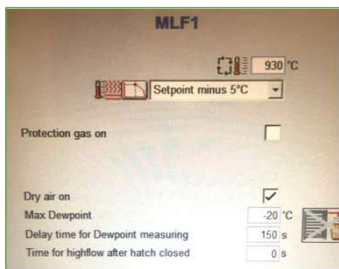 MLF1
930 °C
Setpoint minus 5°C
Protection gas on
Dry air on
Max Dewpoint -20 °C
Delay time for Dewpoint measuring 150 s
Time for highflow after hatch closed 0 s